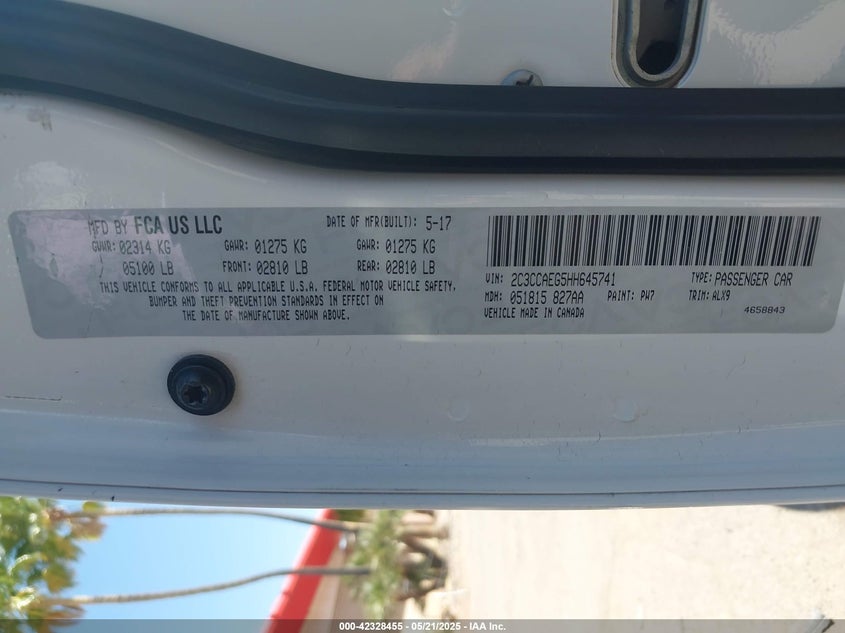 MFD BY FCA US LLC DATE OF MFR(BUILT): 5-17
GVWR: 02314 KG GAWR: 01275 KG GAWR: 01275 KG
/ 05100 LB FRONT: 02810 LB REAR: 02810 LB
THIS VEHICLE CONFORMS TO ALL APPLICABLE U.S.A. FEDERAL MOTOR VEHICLE SAFETY,
BUMPER AND THEFT PREVENTION STANDARDS IN EFFECT ON
THE DATE OF MANUFACTURE SHOWN ABOVE.
VIN: 2C3CCAEG5HH645741 TYPE: PASSENGER CAR
MDH: 051815 827AA PAINT: PW7 TRIM: ALX9
VEHICLE MADE IN CANADA 4658843
000-42328455 — 05/21/2025 — IAA Inc.